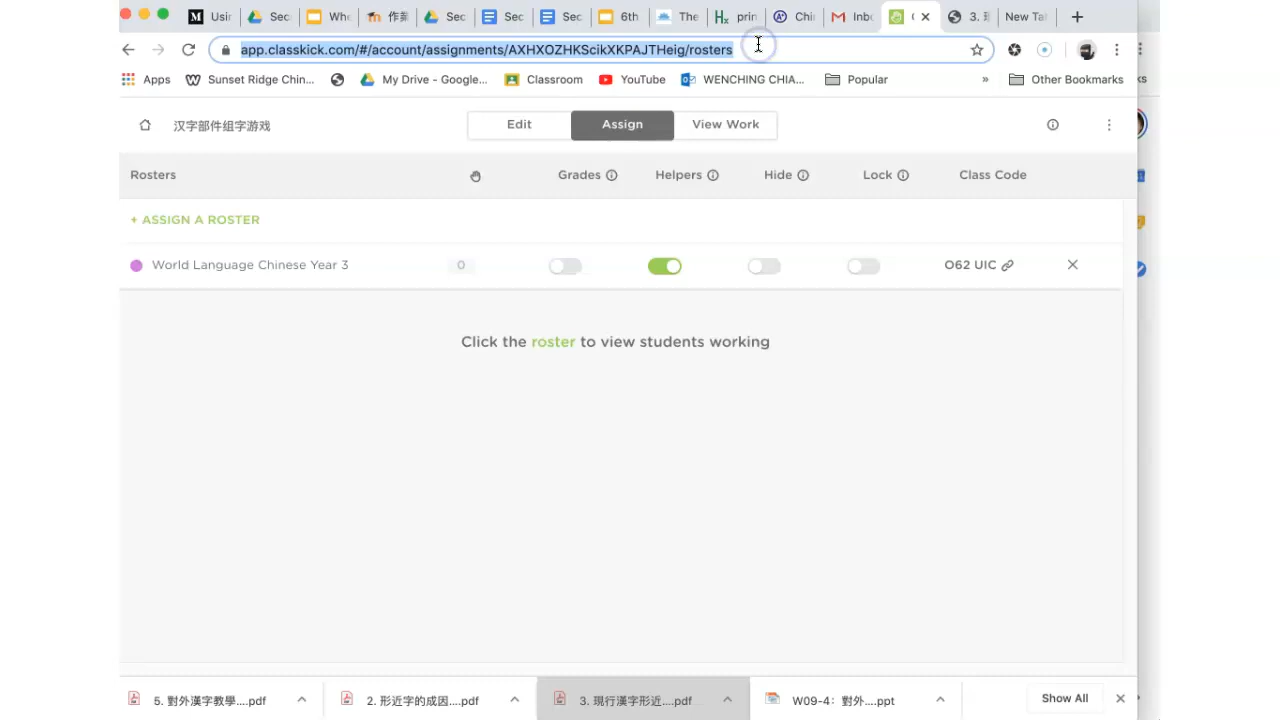 Usin
Sec
Who
作業
Sec
Sec
Sec
6th
The
prin
Chi
Inbo
New Ta
app.classkick.com/#/account/assignments/AXHXOZHKScikXKPAJTHeig/rosters
Apps
Sunset Ridge Chin...
My Drive - Google...
Classroom
YouTube
WENCHING CHIA...
Popular
»
Other Bookmarks
汉字部件组字游戏
Edit
Assign
View Work
Rosters
Grades
Helpers
Hide
Lock
Class Code
+ ASSIGN A ROSTER
World Language Chinese Year 3
0
O62 UIC
Click the roster to view students working
5. 對外漢字教學....pdf
2. 形近字的成因....pdf
3. 現行漢字形近....pdf
W09-4：對外....ppt
Show All